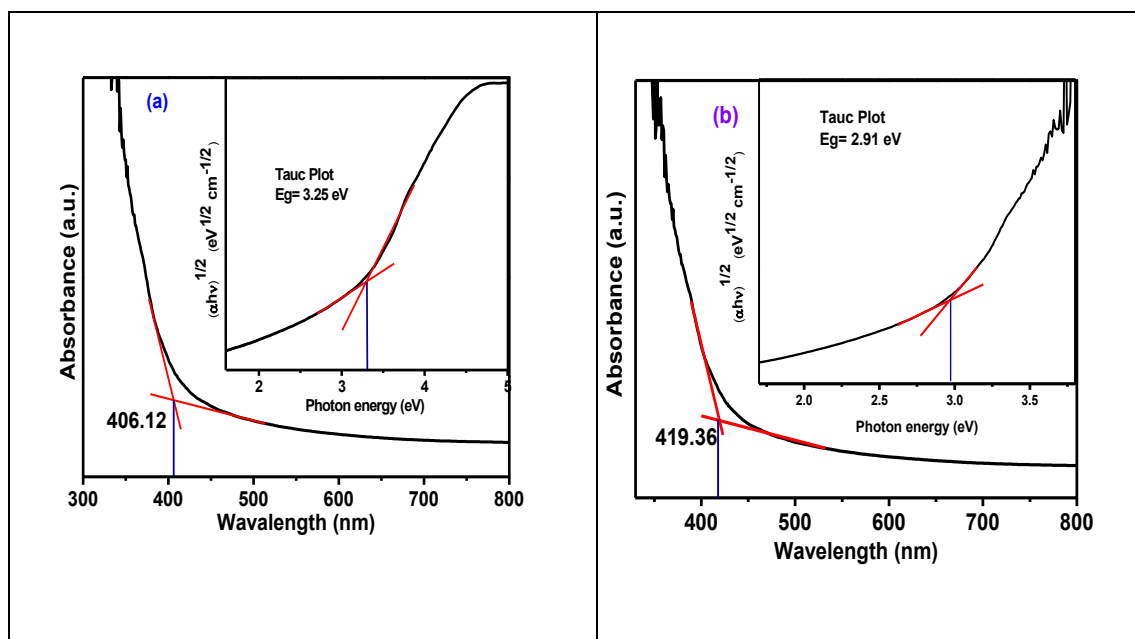 (a)
Tauc Plot
Eg= 3.25 eV
(αhν)^1/2 (eV^1/2 cm^-1/2)
2 3 4 5
Photon energy (eV)
406.12
Absorbance (a.u.)
300 400 500 600 700 800
Wavelength (nm)
(b)
Tauc Plot
Eg= 2.91 eV
(αhν)^1/2 (eV^1/2 cm^-1/2)
2.0 2.5 3.0 3.5
Photon energy (eV)
419.36
Absorbance (a.u.)
400 500 600 700 800
Wavelength (nm)